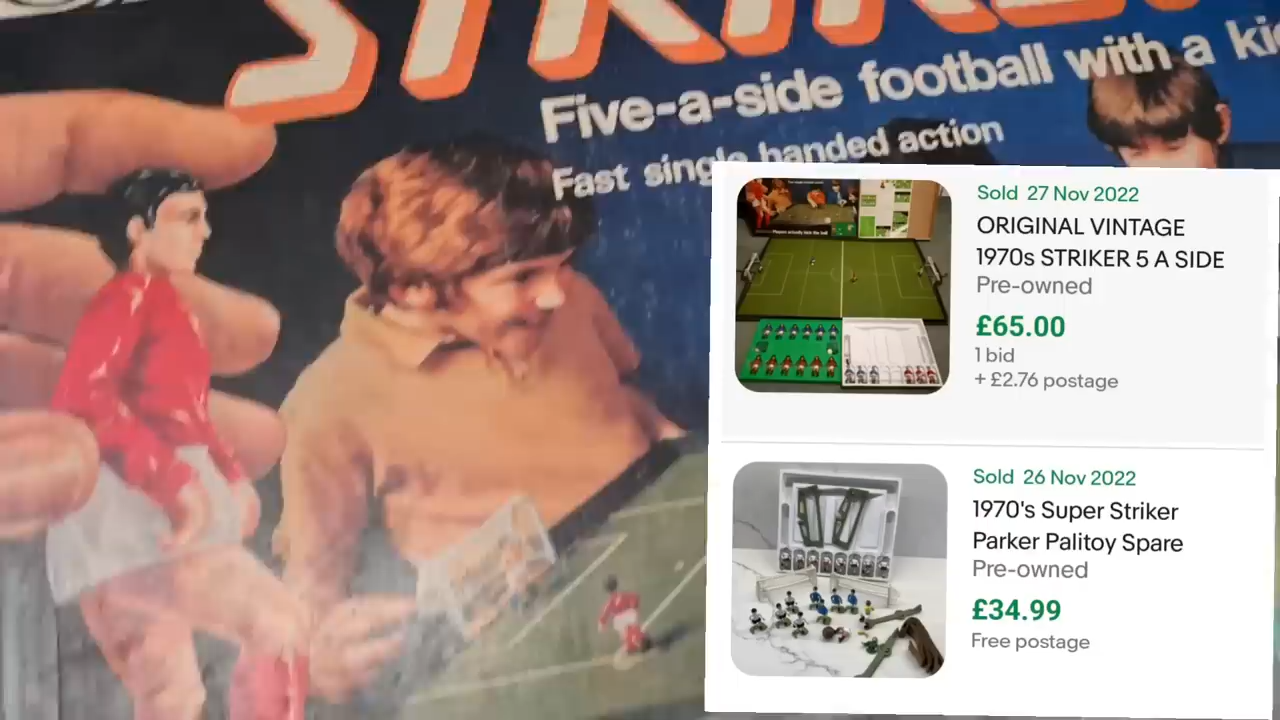 STRIKER
Five-a-side football with a
Fast single handed action
Sold 27 Nov 2022
ORIGINAL VINTAGE
1970s STRIKER 5 A SIDE
Pre-owned
£65.00
1 bid
+ £2.76 postage
Sold 26 Nov 2022
1970's Super Striker
Parker Palitoy Spare
Pre-owned
£34.99
Free postage